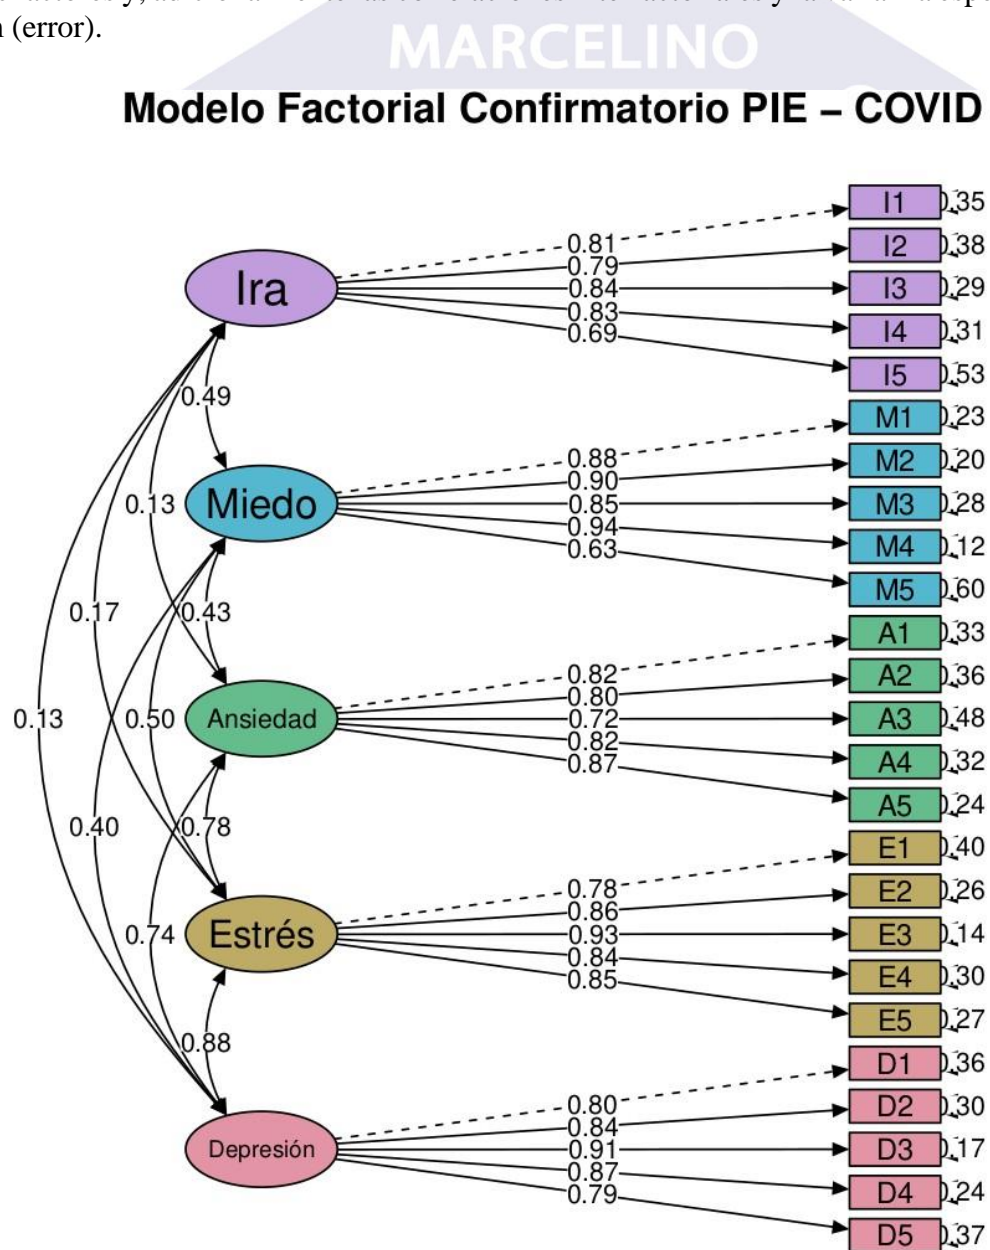 (error).
MARCELINO
Modelo Factorial Confirmatorio PIE – COVID
I1 0.35
0.81
I2 0.38
0.79
Ira
0.84
I3 0.29
0.83
I4 0.31
0.69
I5 0.53
0.49
M1 0.23
0.88
M2 0.20
0.90
0.13
Miedo
0.85
M3 0.28
0.94
M4 0.12
0.63
M5 0.60
0.17
0.43
A1 0.33
0.82
A2 0.36
0.80
0.13
0.50
Ansiedad
0.72
A3 0.48
0.82
A4 0.32
0.87
A5 0.24
0.40
0.78
E1 0.40
0.78
E2 0.26
0.86
0.74
Estrés
0.93
E3 0.14
0.84
E4 0.30
0.85
E5 0.27
0.88
D1 0.36
0.80
D2 0.30
0.84
Depresión
0.91
D3 0.17
0.87
D4 0.24
0.79
D5 0.37